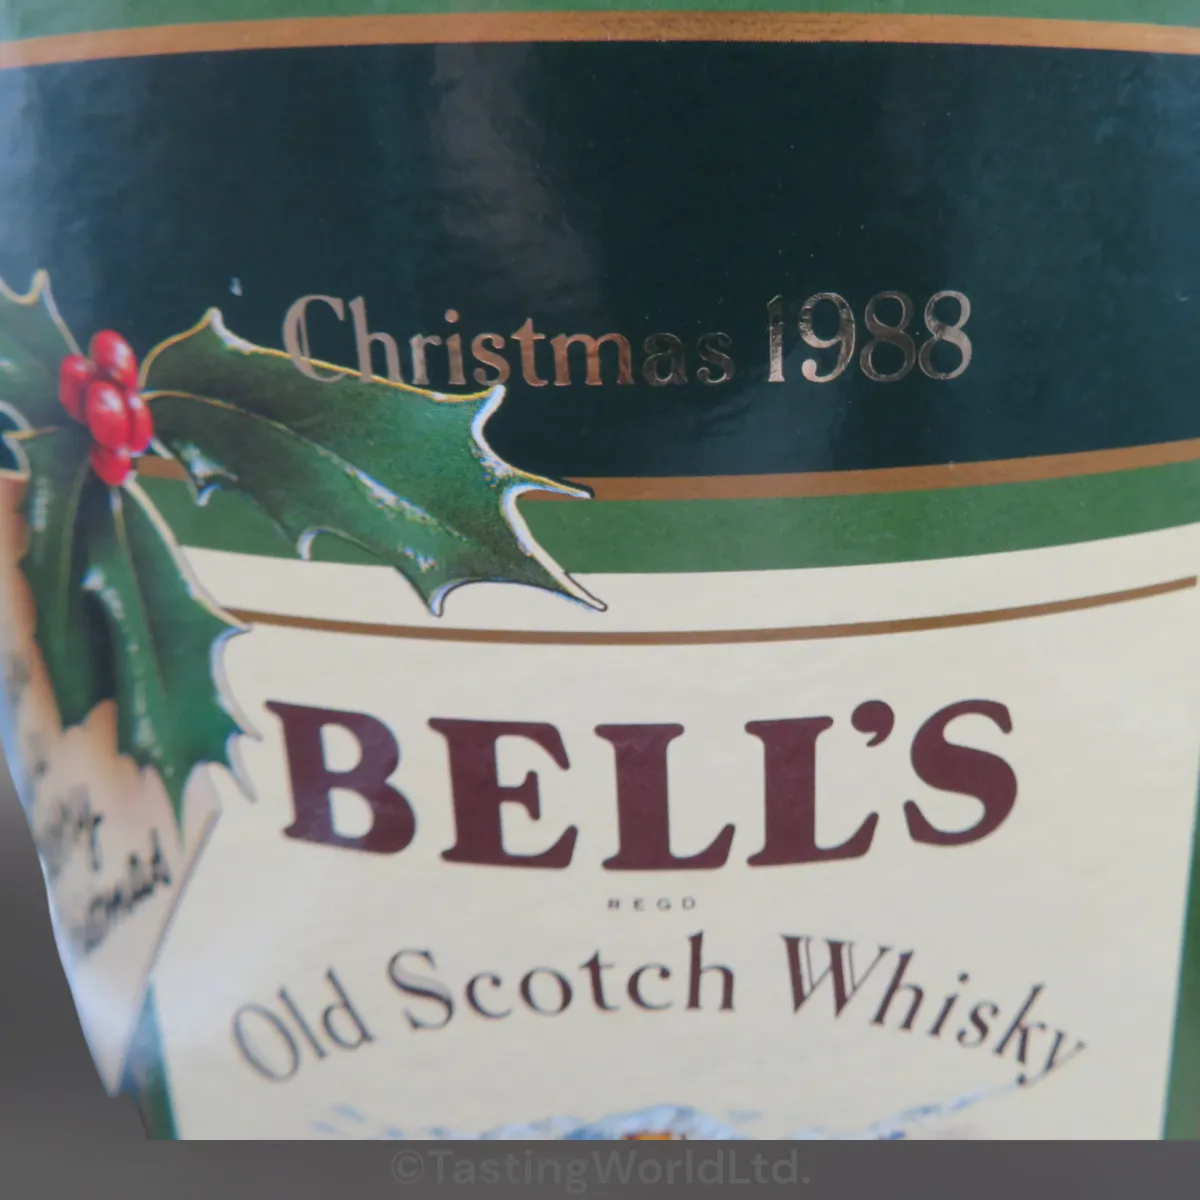 Christmas 1988
BELL'S
REGD
Old Scotch Whisky
©TastingWorldLtd.